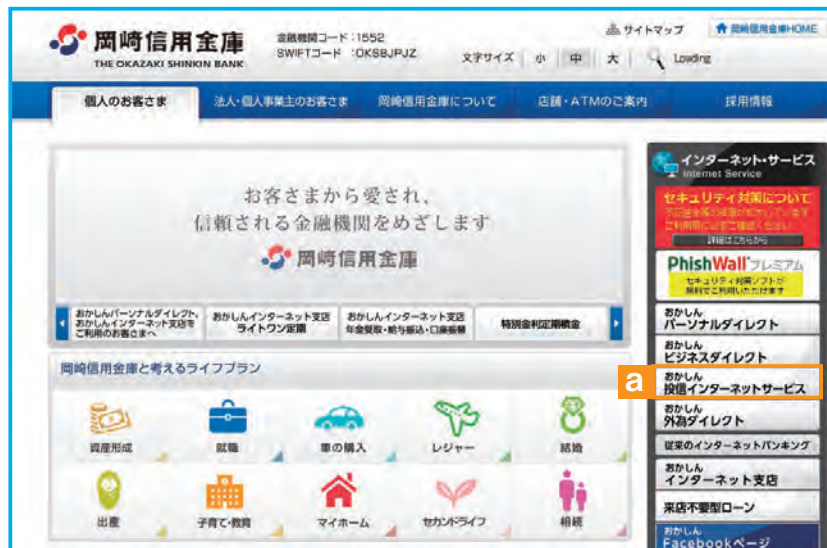 岡崎信用金庫
THE OKAZAKI SHINKIN BANK
金融機関コード：1552
SWIFTコード：OKSBJPJZ
サイトマップ
岡崎信用金庫HOME
文字サイズ 小 中 大
Loading
個人のお客さま
法人・個人事業主のお客さま
岡崎信用金庫について
店舗・ATMのご案内
採用情報
お客さまから愛され、
信頼される金融機関をめざします
岡崎信用金庫
おかしんパーソナルダイレクト、
おかしんインターネット支店を
ご利用のお客さまへ
おかしんインターネット支店
ライトワン定期
おかしんインターネット支店
年金受取・給与振込・口座振替
特別金利定期積金
岡崎信用金庫と考えるライフプラン
資産形成
就職
車の購入
レジャー
結婚
出産
子育て・教育
マイホーム
セカンドライフ
相続
インターネット・サービス
Internet Service
セキュリティ対策について
詳細はこちらから
PhishWallプレミアム
セキュリティ対策ソフトが
無料でご利用いただけます
おかしん
パーソナルダイレクト
おかしん
ビジネスダイレクト
a
おかしん
投信インターネットサービス
おかしん
外為ダイレクト
従来のインターネットバンキング
おかしん
インターネット支店
来店不要型ローン
おかしん
Facebookページ